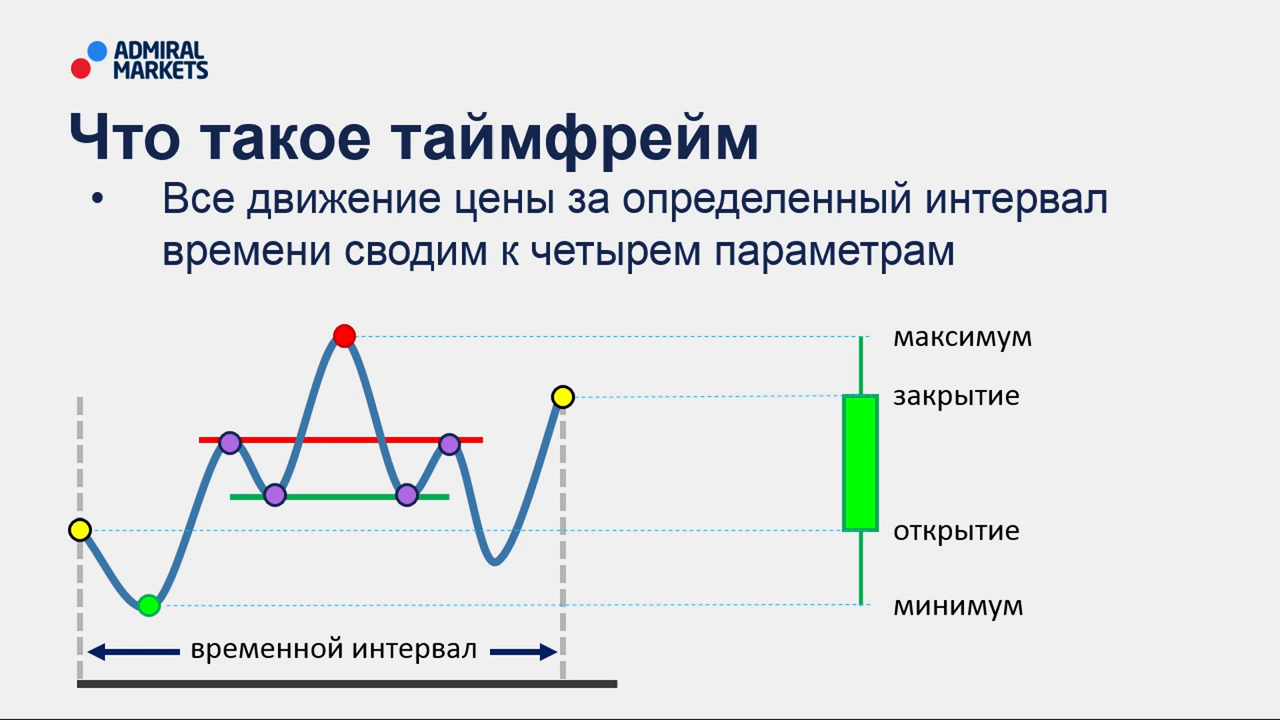 ADMIRAL
MARKETS
Что такое таймфрейм
• Все движение цены за определенный интервал
времени сводим к четырем параметрам
максимум
закрытие
открытие
минимум
временной интервал